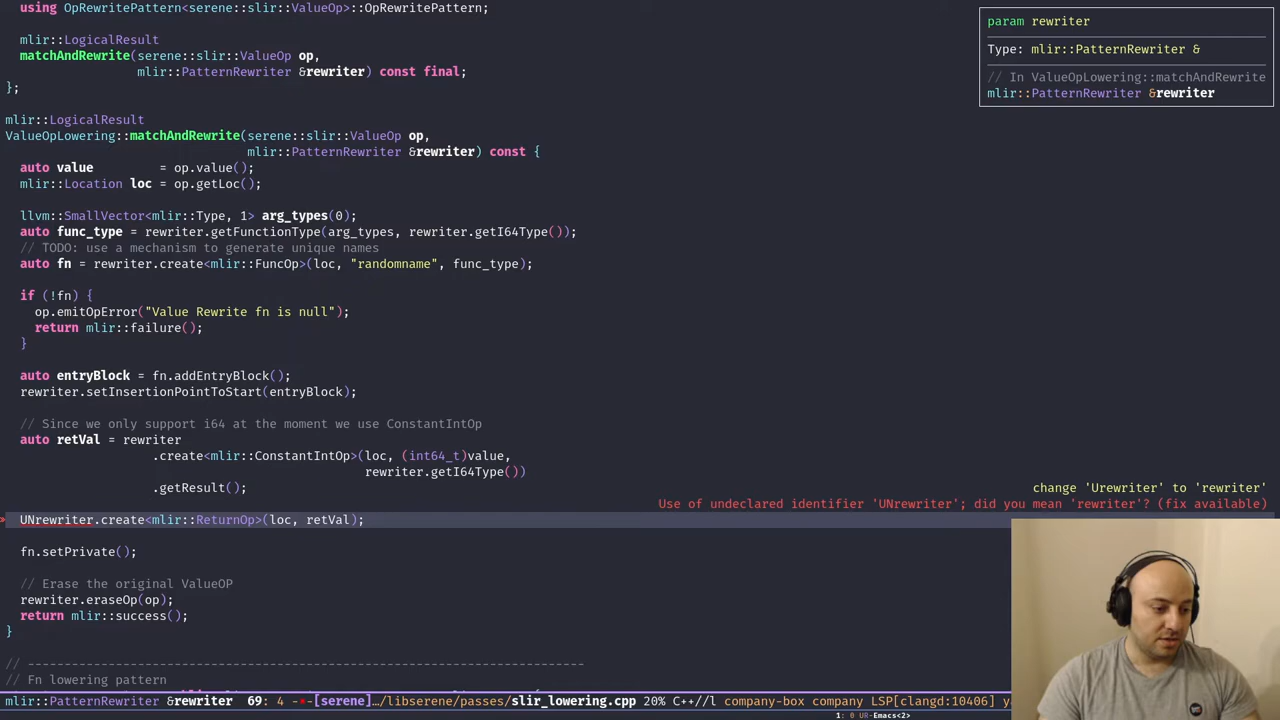 using OpRewritePattern<serene::slir::ValueOp>::OpRewritePattern;
mlir::LogicalResult
matchAndRewrite(serene::slir::ValueOp op,
mlir::PatternRewriter &rewriter) const final;
};
mlir::LogicalResult
ValueOpLowering::matchAndRewrite(serene::slir::ValueOp op,
mlir::PatternRewriter &rewriter) const {
auto value = op.value();
mlir::Location loc = op.getLoc();
llvm::SmallVector<mlir::Type, 1> arg_types(0);
auto func_type = rewriter.getFunctionType(arg_types, rewriter.getI64Type());
// TODO: use a mechanism to generate unique names
auto fn = rewriter.create<mlir::FuncOp>(loc, "randomname", func_type);
if (!fn) {
op.emitOpError("Value Rewrite fn is null");
return mlir::failure();
}
auto entryBlock = fn.addEntryBlock();
rewriter.setInsertionPointToStart(entryBlock);
// Since we only support i64 at the moment we use ConstantIntOp
auto retVal = rewriter
.create<mlir::ConstantIntOp>(loc, (int64_t)value,
rewriter.getI64Type())
.getResult();
UNrewriter.create<mlir::ReturnOp>(loc, retVal);
fn.setPrivate();
// Erase the original ValueOP
rewriter.eraseOp(op);
return mlir::success();
}
// ----------------------------------------------------------------------------
// Fn lowering pattern
param rewriter
Type: mlir::PatternRewriter &
// In ValueOpLowering::matchAndRewrite
mlir::PatternRewriter &rewriter
change 'Urewriter' to 'rewriter'
Use of undeclared identifier 'UNrewriter'; did you mean 'rewriter'? (fix available)
mlir::PatternRewriter &rewriter 69: 4 -*-[serene]…/libserene/passes/slir_lowering.cpp 20% C++//l company-box company LSP[clangd:10406]
1: 0 UR-Emacs<2>